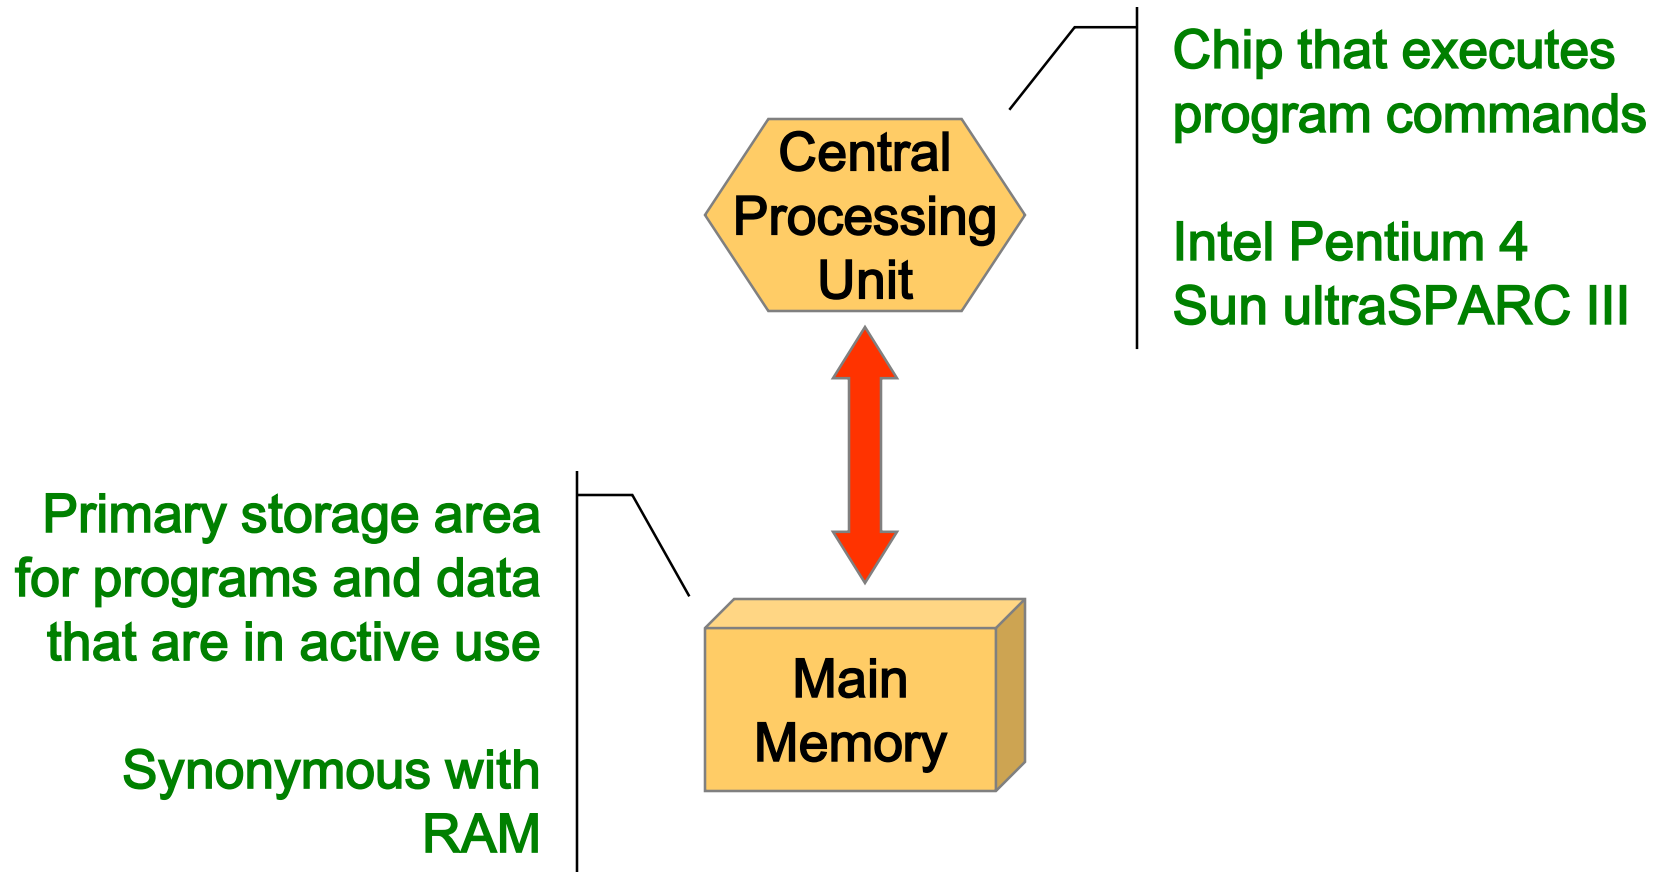 Chip that executes
program commands
Intel Pentium 4
Sun ultraSPARC III
Central
Processing
Unit
Primary storage area
for programs and data
that are in active use
Synonymous with
RAM
Main
Memory